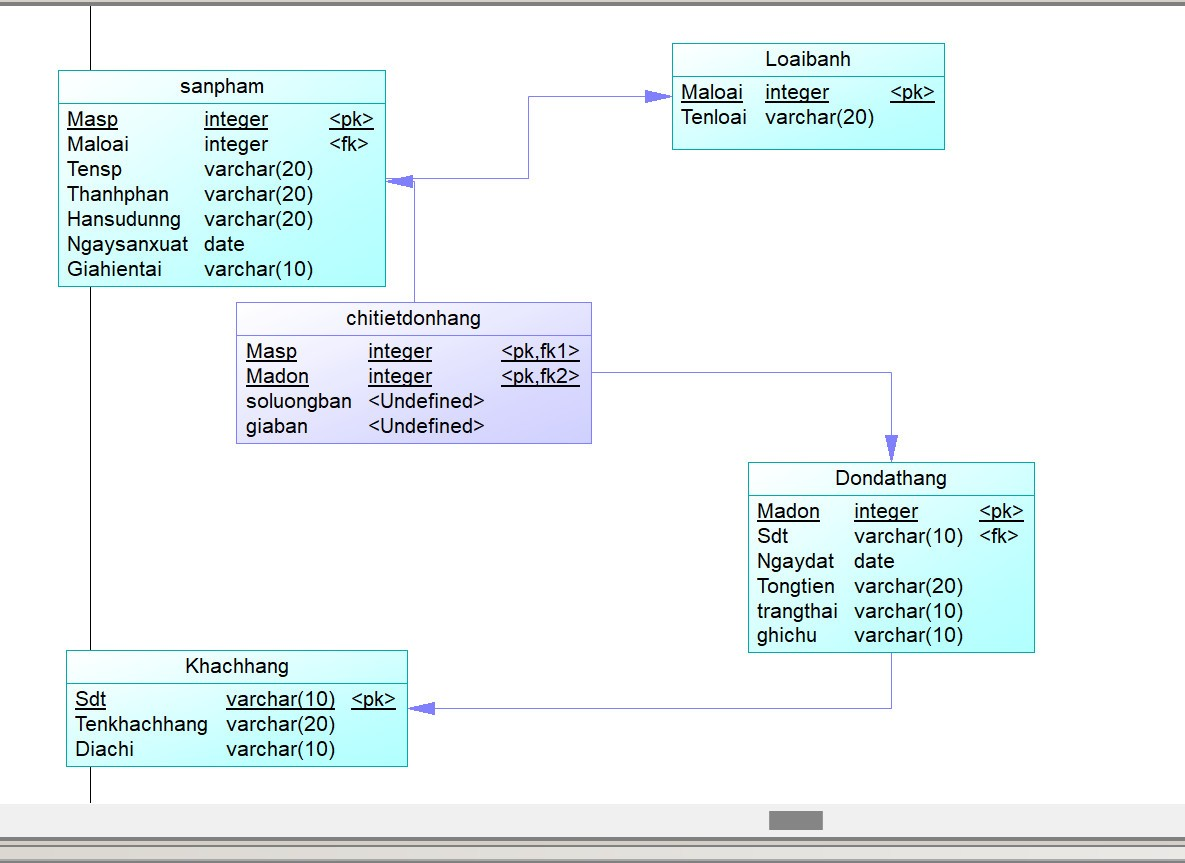 Loaibanh
Maloai integer <pk>
Tenloai varchar(20)
sanpham
Masp integer <pk>
Maloai integer <fk>
Tensp varchar(20)
Thanhphan varchar(20)
Hansudunng varchar(20)
Ngaysanxuat date
Giahientai varchar(10)
chitietdonhang
Masp integer <pk,fk1>
Madon integer <pk,fk2>
soluongban <Undefined>
giaban <Undefined>
Dondathang
Madon integer <pk>
Sdt varchar(10) <fk>
Ngaydat date
Tongtien varchar(20)
trangthai varchar(10)
ghichu varchar(10)
Khachhang
Sdt varchar(10) <pk>
Tenkhachhang varchar(20)
Diachi varchar(10)